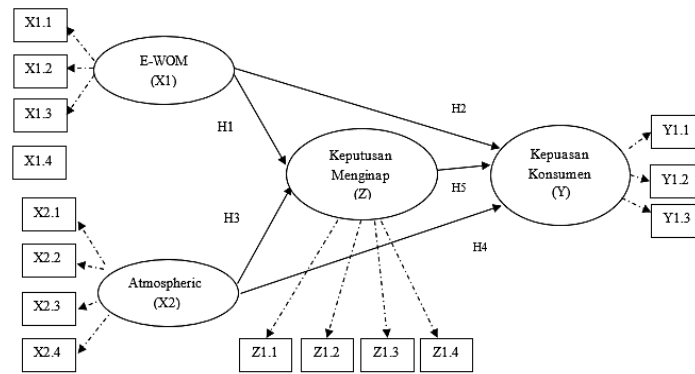 X1.1
X1.2
X1.3
X1.4
E-WOM
(X1)
H1
H2
Keputusan
Menginap
(Z)
H5
Kepuasan
Konsumen
(Y)
Y1.1
Y1.2
Y1.3
X2.1
X2.2
X2.3
X2.4
H3
H4
Atmospheric
(X2)
Z1.1
Z1.2
Z1.3
Z1.4